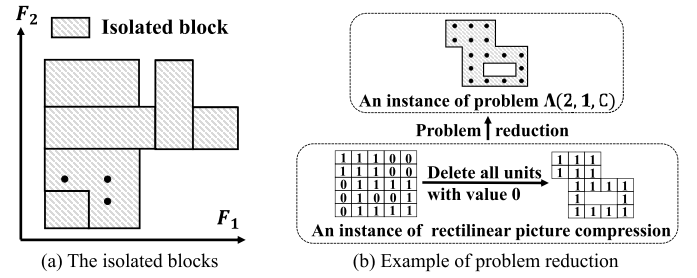 F₂
Isolated block
F₁
(a) The isolated blocks
An instance of problem Λ(2, 1, ℂ)
Problem reduction
1 1 1 0 0
1 1 1 0 0
0 1 1 1 1
0 1 0 0 1
0 1 1 1 1
Delete all units
with value 0
1 1 1
1 1 1
1 1 1 1
1 1
1 1 1 1
An instance of rectilinear picture compression
(b) Example of problem reduction